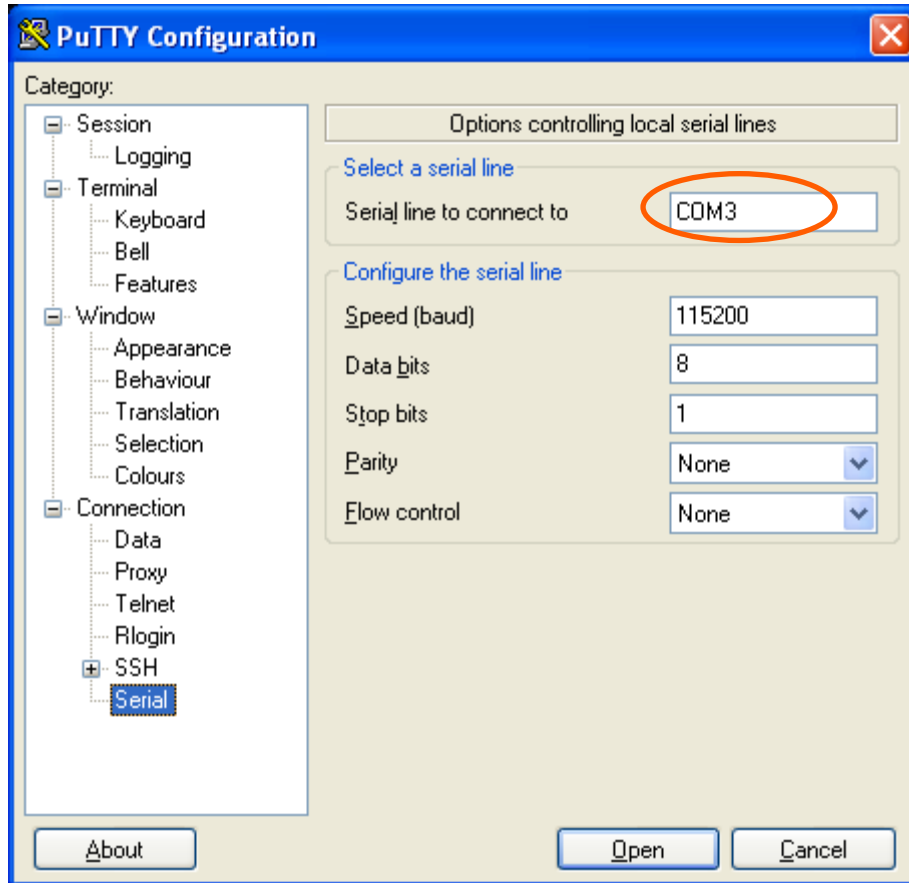 PuTTY Configuration
Category:
Session
Logging
Terminal
Keyboard
Bell
Features
Window
Appearance
Behaviour
Translation
Selection
Colours
Connection
Data
Proxy
Telnet
Rlogin
SSH
Serial
Options controlling local serial lines
Select a serial line
Serial line to connect to COM3
Configure the serial line
Speed (baud) 115200
Data bits 8
Stop bits 1
Parity None
Flow control None
About Open Cancel